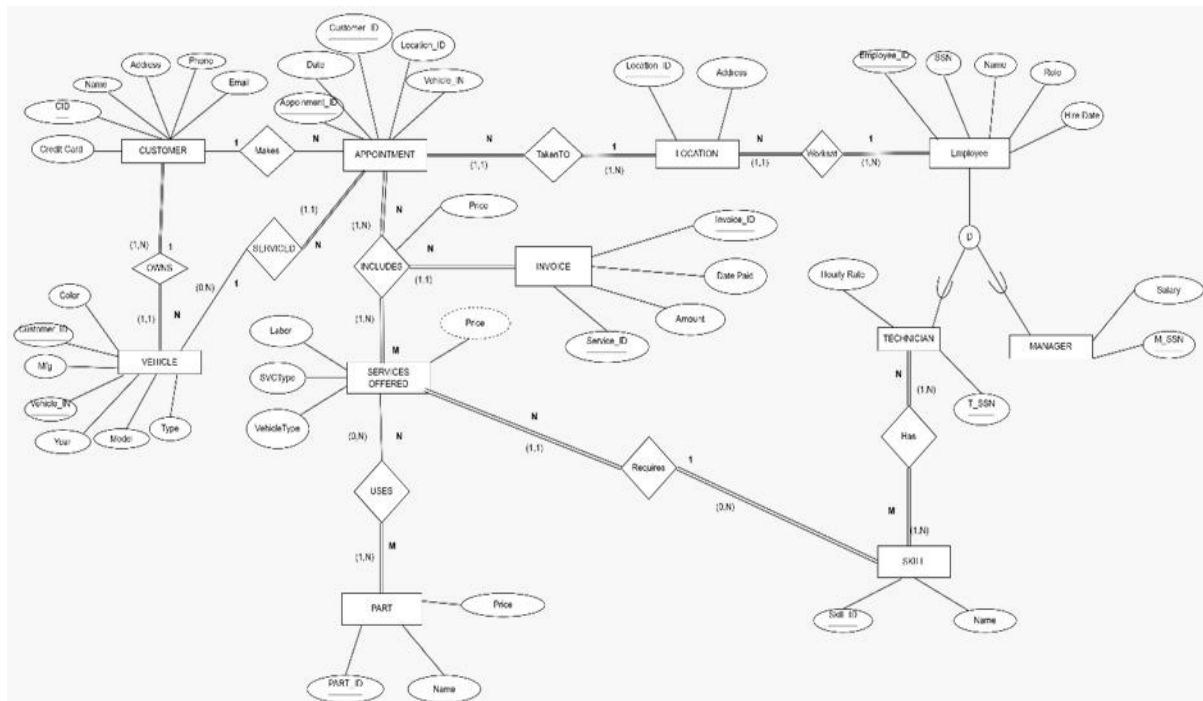 Customer_ID
Location_ID
Employee_ID
SSN
Name
Role
Hire Date
Address
Phone
Name
Email
CID
Credit Card
Date
Vehicle_IN
Appoinment_ID
Location_ID
Address
CUSTOMER
1
Makes
N
APPOINTMENT
N
(1,1)
TakenTO
1
(1,N)
LOCATION
N
(1,1)
Worksat
1
(1,N)
Employee
(1,N)
1
OWNS
(1,1)
N
(1,1)
N
SERVICED
(0,N)
1
N
(1,N)
Price
INCLUDES
N
(1,1)
INVOICE
Invoice_ID
Date Paid
Amount
Service_ID
D
Hourly Rate
TECHNICIAN
T_SSN
Salary
MANAGER
M_SSN
Color
Customer_ID
Mfg
VEHICLE
Vehicle_IN
Year
Model
Type
(1,N)
M
Labor
SVCType
VehicleType
Price
SERVICES
OFFERED
(0,N)
N
USES
(1,N)
M
N
(1,1)
Requires
1
(0,N)
N
(1,N)
Has
M
(1,N)
SKILL
Skill_ID
Name
PART
Price
PART_ID
Name